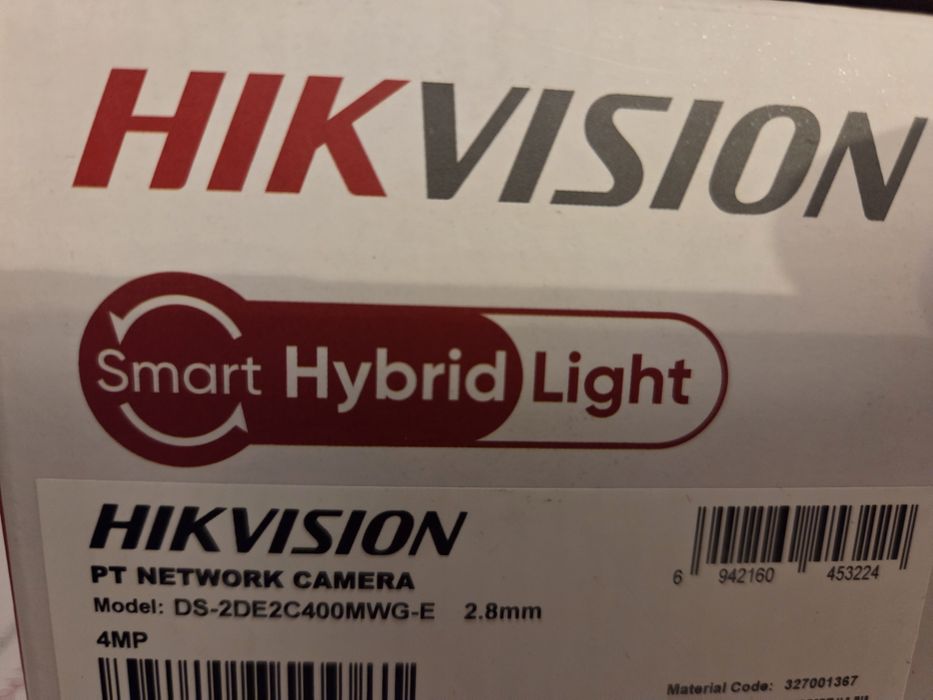 HIKVISION
Smart Hybrid Light
HIKVISION
PT NETWORK CAMERA
Model: DS-2DE2C400MWG-E 2.8mm
4MP
6 942160 453224
Material Code: 327001367